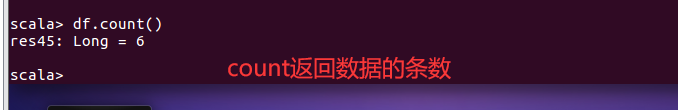 scala> df.count()
res45: Long = 6
scala>
count返回数据的条数